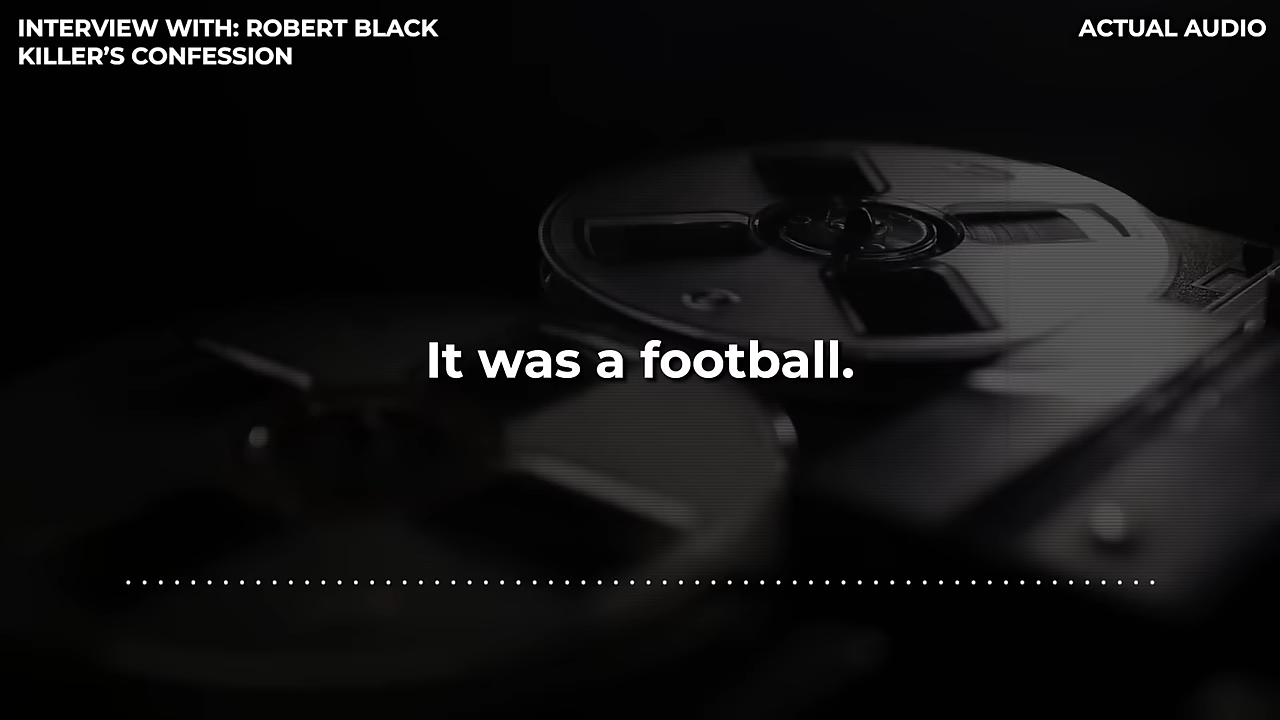 INTERVIEW WITH: ROBERT BLACK
KILLER’S CONFESSION
ACTUAL AUDIO
It was a football.